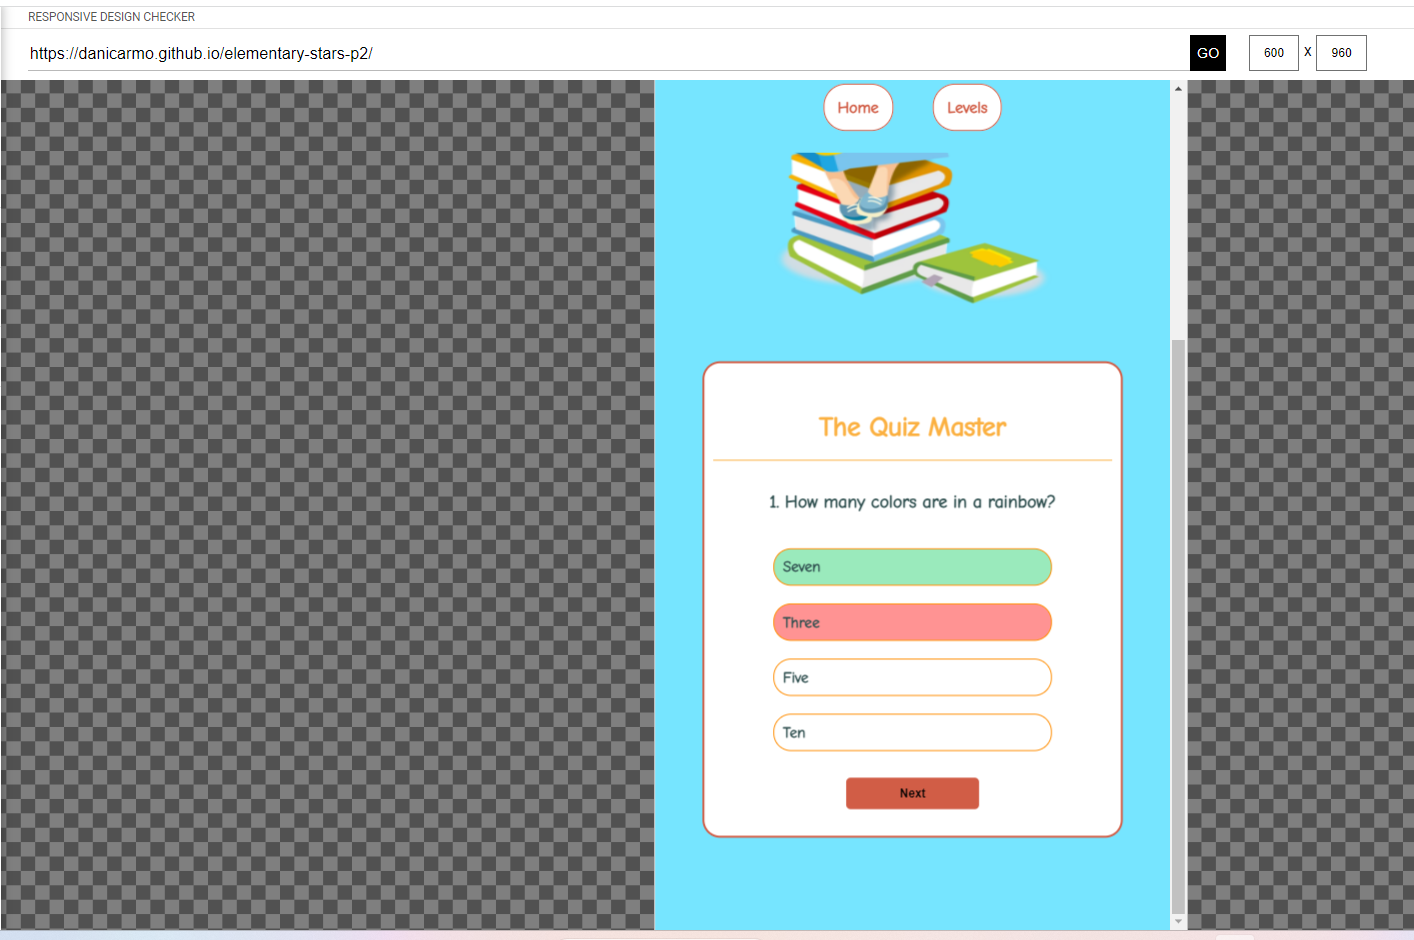 RESPONSIVE DESIGN CHECKER
https://danicarmo.github.io/elementary-stars-p2/
GO
600 x 960
Home Levels
The Quiz Master
1. How many colors are in a rainbow?
Seven
Three
Five
Ten
Next